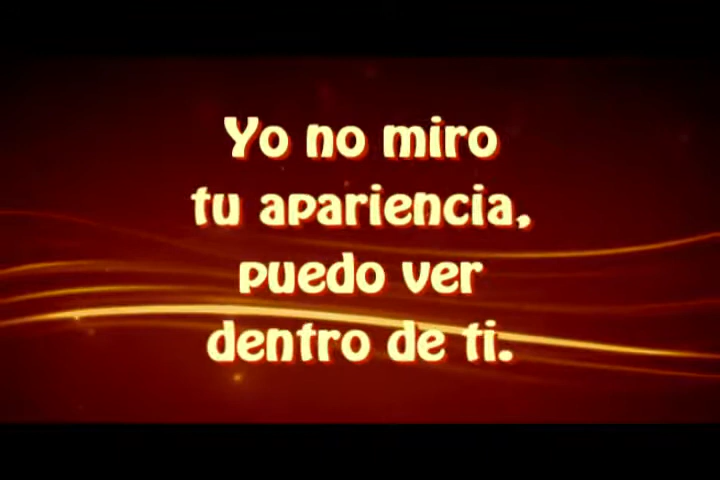 Yo no miro
tu apariencia,
puedo ver
dentro de ti.